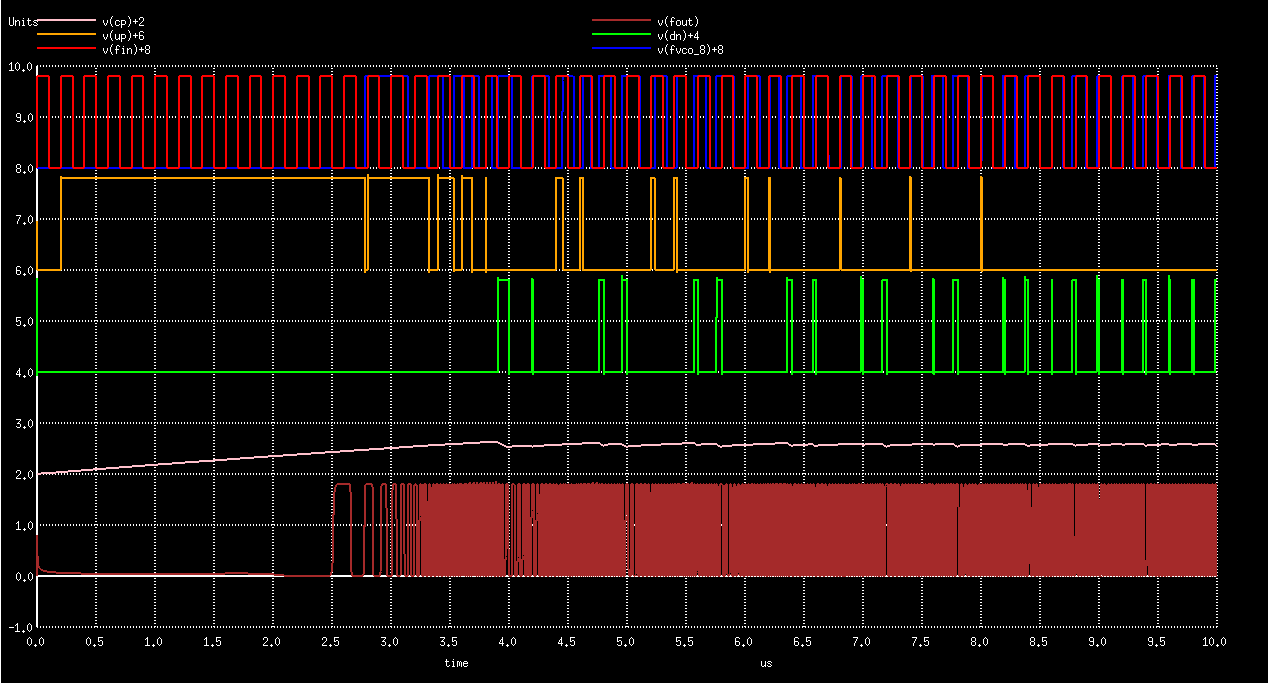 Units v(cp)+2 v(fout)
v(up)+6 v(dn)+4
v(fin)+8 v(fvco_8)+8
10.0
9.0
8.0
7.0
6.0
5.0
4.0
3.0
2.0
1.0
0.0
-1.0
0.0 0.5 1.0 1.5 2.0 2.5 3.0 3.5 4.0 4.5 5.0 5.5 6.0 6.5 7.0 7.5 8.0 8.5 9.0 9.5 10.0
time us